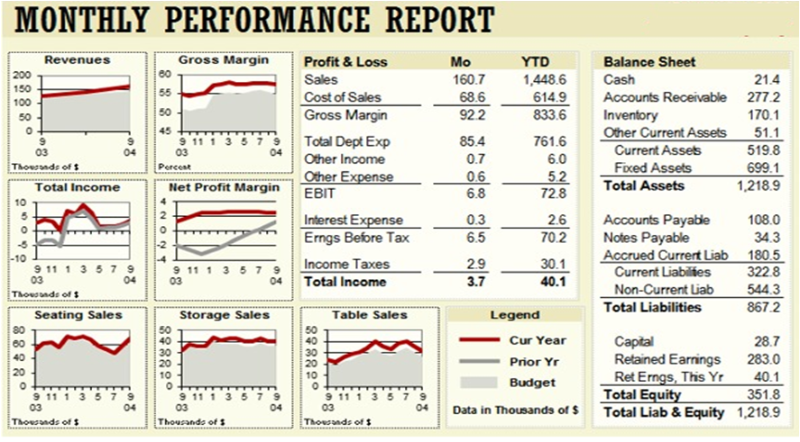 MONTHLY PERFORMANCE REPORT
Revenues
200
150
100
50
0
9 9
03 04
Thousands of $
Gross Margin
60
55
50
45
9 11 1 3 5 7 9
03 04
Percent
Total Income
10
5
0
-5
-10
9 11 1 3 5 7 9
03 04
Thousands of $
Net Profit Margin
4
2
0
-2
-4
9 11 1 3 5 7 9
03 04
Seating Sales
80
60
40
20
0
9 11 1 3 5 7 9
03 04
Thousands of $
Storage Sales
50
40
30
20
10
0
9 11 1 3 5 7 9
03 04
Thousands of $
Table Sales
50
40
30
20
10
0
9 11 1 3 5 7 9
03 04
Thousands of $
Profit & Loss Mo YTD
Sales 160.7 1,448.6
Cost of Sales 68.6 614.9
Gross Margin 92.2 833.6
Total Dept Exp 85.4 761.6
Other Income 0.7 6.0
Other Expense 0.6 5.2
EBIT 6.8 72.8
Interest Expense 0.3 2.6
Erngs Before Tax 6.5 70.2
Income Taxes 2.9 30.1
Total Income 3.7 40.1
Legend
Cur Year
Prior Yr
Budget
Data in Thousands of $
Balance Sheet
Cash 21.4
Accounts Receivable 277.2
Inventory 170.1
Other Current Assets 51.1
Current Assets 519.8
Fixed Assets 699.1
Total Assets 1,218.9
Accounts Payable 108.0
Notes Payable 34.3
Accrued Current Liab 180.5
Current Liabilities 322.8
Non-Current Liab 544.3
Total Liabilities 867.2
Capital 28.7
Retained Earnings 283.0
Ret Erngs, This Yr 40.1
Total Equity 351.8
Total Liab & Equity 1,218.9